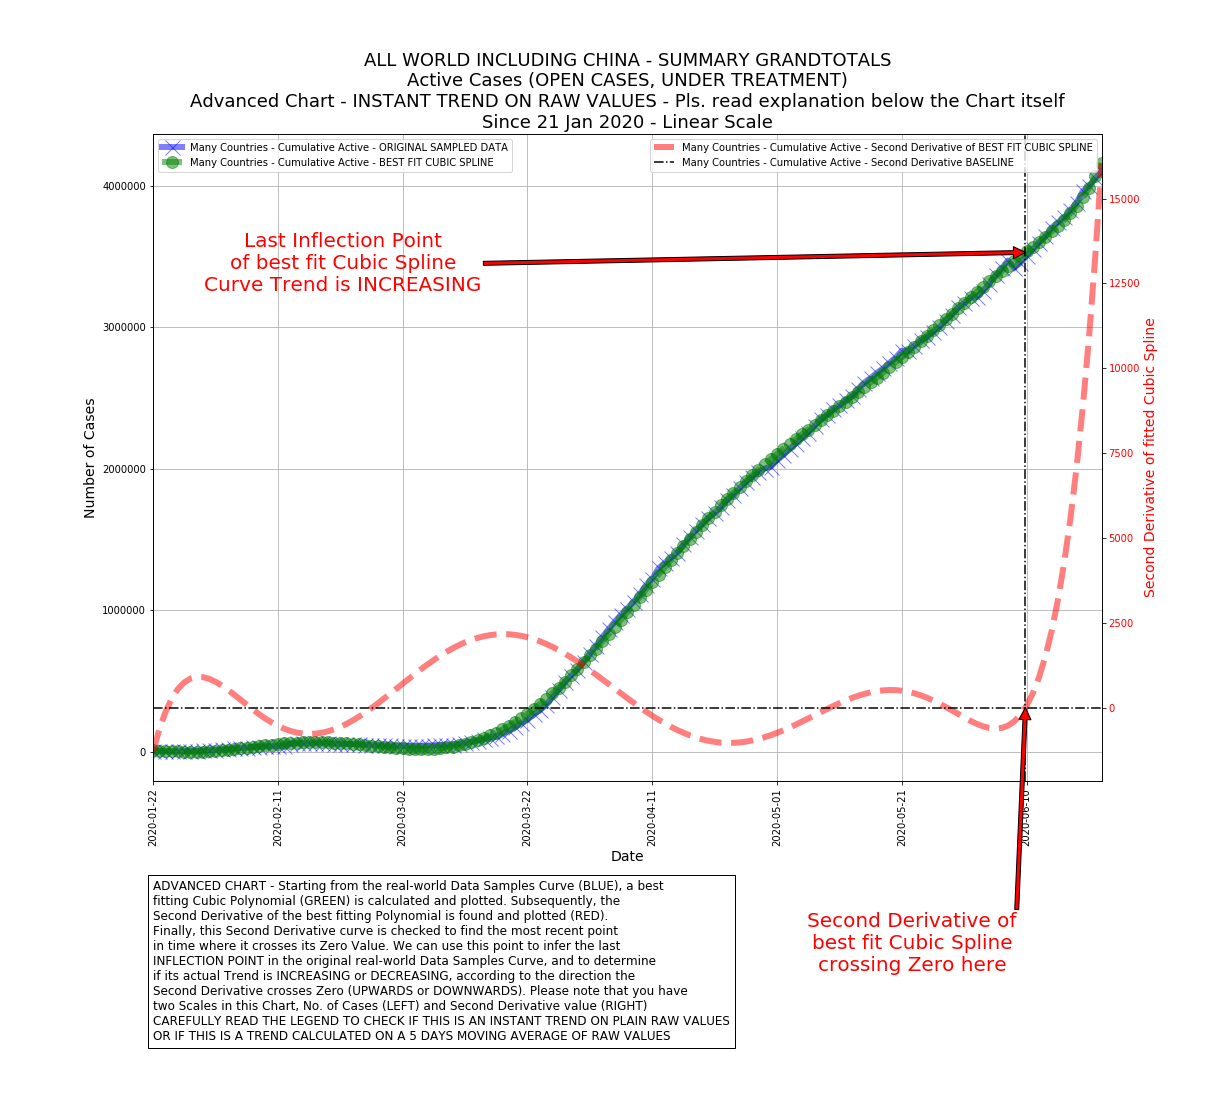 ALL WORLD INCLUDING CHINA - SUMMARY GRANDTOTALS
Active Cases (OPEN CASES, UNDER TREATMENT)
Advanced Chart - INSTANT TREND ON RAW VALUES - Pls. read explanation below the Chart itself
Since 21 Jan 2020 - Linear Scale
Many Countries - Cumulative Active - ORIGINAL SAMPLED DATA
Many Countries - Cumulative Active - BEST FIT CUBIC SPLINE
Many Countries - Cumulative Active - Second Derivative of BEST FIT CUBIC SPLINE
Many Countries - Cumulative Active - Second Derivative BASELINE
Last Inflection Point
of best fit Cubic Spline
Curve Trend is INCREASING
Number of Cases
4000000
3000000
2000000
1000000
0
15000
12500
10000
7500
5000
2500
0
Second Derivative of fitted Cubic Spline
2020-01-22
2020-02-11
2020-03-02
2020-03-22
2020-04-11
2020-05-01
2020-05-21
2020-06-10
Date
ADVANCED CHART - Starting from the real-world Data Samples Curve (BLUE), a best
fitting Cubic Polynomial (GREEN) is calculated and plotted. Subsequently, the
Second Derivative of the best fitting Polynomial is found and plotted (RED).
Finally, this Second Derivative curve is checked to find the most recent point
in time where it crosses its Zero Value. We can use this point to infer the last
INFLECTION POINT in the original real-world Data Samples Curve, and to determine
if its actual Trend is INCREASING or DECREASING, according to the direction the
Second Derivative crosses Zero (UPWARDS or DOWNWARDS). Please note that you have
two Scales in this Chart, No. of Cases (LEFT) and Second Derivative value (RIGHT)
CAREFULLY READ THE LEGEND TO CHECK IF THIS IS AN INSTANT TREND ON PLAIN RAW VALUES
OR IF THIS IS A TREND CALCULATED ON A 5 DAYS MOVING AVERAGE OF RAW VALUES
Second Derivative of
best fit Cubic Spline
crossing Zero here